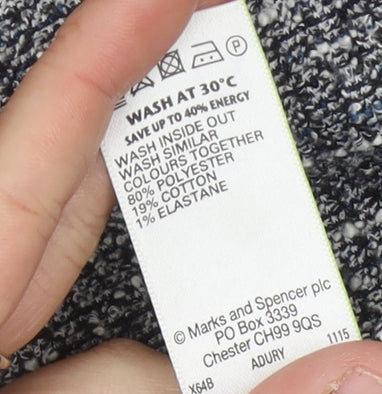 P
WASH AT 30°C
SAVE UP TO 40% ENERGY
WASH INSIDE OUT
WASH SIMILAR
COLOURS TOGETHER
80% POLYESTER
19% COTTON
1% ELASTANE
© Marks and Spencer plc
PO Box 3339
Chester CH99 9QS
X64B ADURY 1115